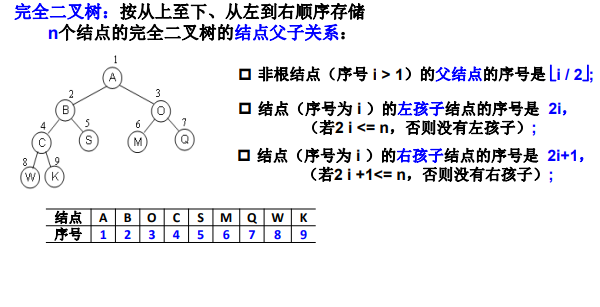 完全二叉树：按从上至下、从左到右顺序存储
n个结点的完全二叉树的结点父子关系：
1
A
2
3
B
O
4
5
6
7
C
S
M
Q
8
9
W
K
非根结点（序号 i > 1）的父结点的序号是⌊i / 2⌋;
结点（序号为 i ）的左孩子结点的序号是 2i，
（若2 i <= n，否则没有左孩子）;
结点（序号为 i ）的右孩子结点的序号是 2i+1，
（若2 i +1<= n，否则没有右孩子）;
结点 A B O C S M Q W K
序号 1 2 3 4 5 6 7 8 9